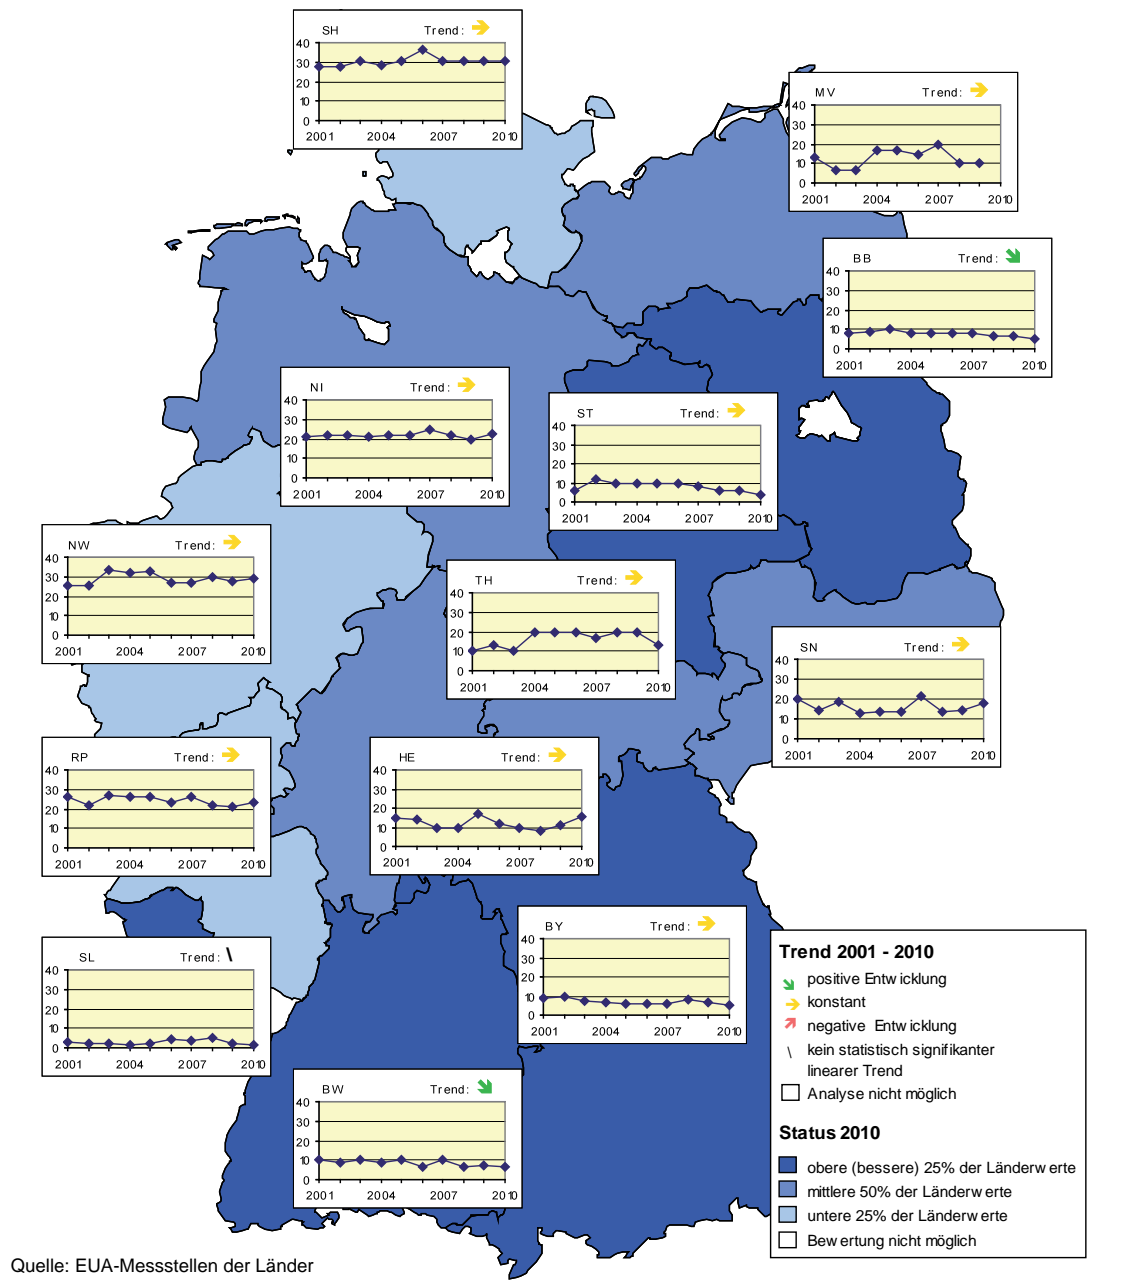 SH Trend:
40
30
20
10
0
2001 2004 2007 2010
MV Trend:
40
30
20
10
0
2001 2004 2007 2010
BB Trend:
40
30
20
10
0
2001 2004 2007 2010
NI Trend:
40
30
20
10
0
2001 2004 2007 2010
ST Trend:
40
30
20
10
0
2001 2004 2007 2010
NW Trend:
40
30
20
10
0
2001 2004 2007 2010
TH Trend:
40
30
20
10
0
2001 2004 2007 2010
SN Trend:
40
30
20
10
0
2001 2004 2007 2010
RP Trend:
40
30
20
10
0
2001 2004 2007 2010
HE Trend:
40
30
20
10
0
2001 2004 2007 2010
BY Trend:
40
30
20
10
0
2001 2004 2007 2010
SL Trend: \
40
30
20
10
0
2001 2004 2007 2010
BW Trend:
40
30
20
10
0
2001 2004 2007 2010
Trend 2001 - 2010
positive Entwicklung
konstant
negative Entwicklung
\ kein statistisch signifikanter
linearer Trend
Analyse nicht möglich
Status 2010
obere (bessere) 25% der Länderwerte
mittlere 50% der Länderwerte
untere 25% der Länderwerte
Bewertung nicht möglich
Quelle: EUA-Messstellen der Länder